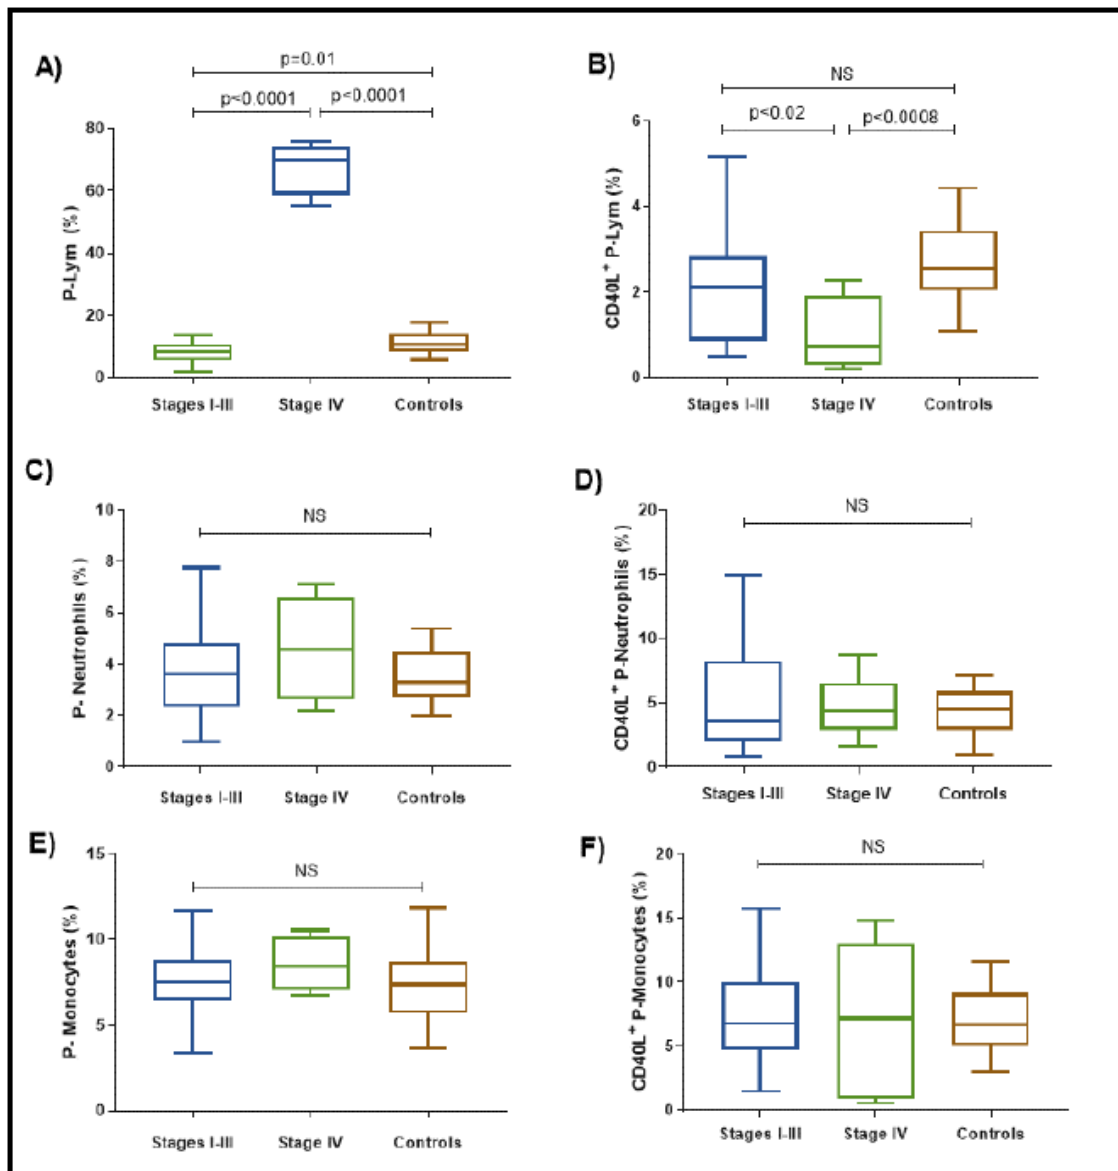 A)
p=0.01
p<0.0001 p<0.0001
80
60
40
20
0
P-Lym (%)
Stages I-III Stage IV Controls
B)
NS
p<0.02 p<0.0008
6
4
2
0
CD40L+ P-Lym (%)
Stages I-III Stage IV Controls
C)
NS
10
8
6
4
2
0
P- Neutrophils (%)
Stages I-III Stage IV Controls
D)
NS
20
15
10
5
0
CD40L+ P-Neutrophils (%)
Stages I-III Stage IV Controls
E)
NS
15
10
5
0
P- Monocytes (%)
Stages I-III Stage IV Controls
F)
NS
20
15
10
5
0
CD40L+ P-Monocytes (%)
Stages I-III Stage IV Controls